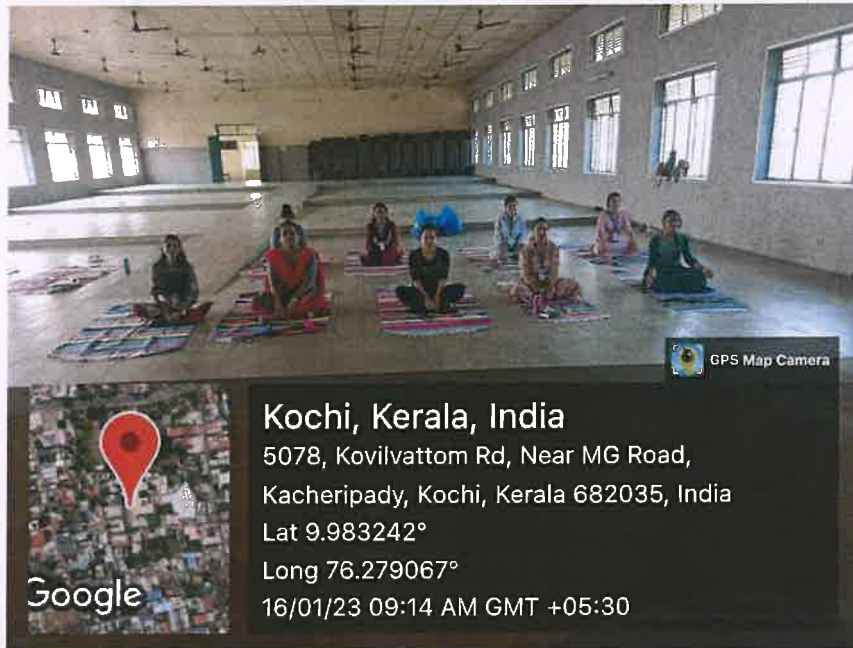 GPS Map Camera
Kochi, Kerala, India
5078, Kovilvattom Rd, Near MG Road,
Kacheripady, Kochi, Kerala 682035, India
Lat 9.983242°
Long 76.279067°
16/01/23 09:14 AM GMT +05:30
Google